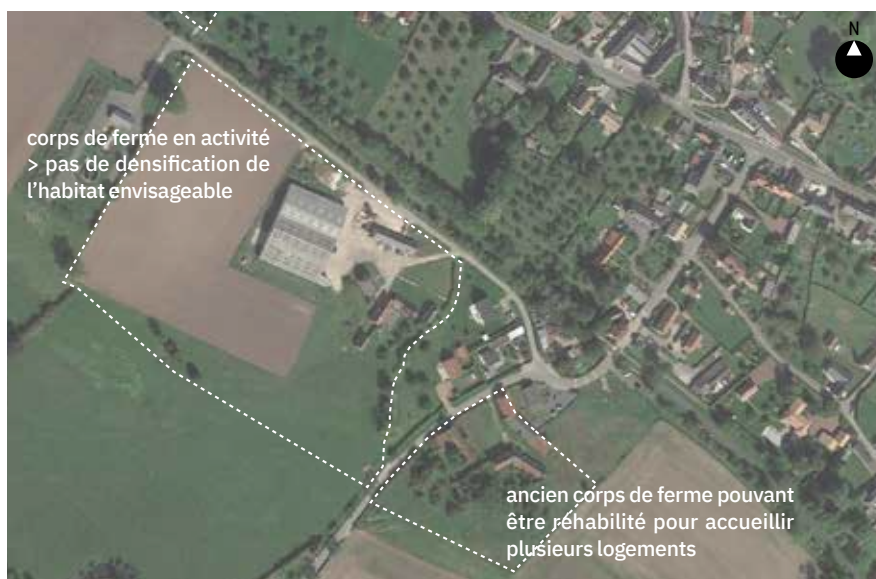 N
corps de ferme en activité
> pas de densification de
l'habitat envisageable
ancien corps de ferme pouvant
être réhabilité pour accueillir
plusieurs logements